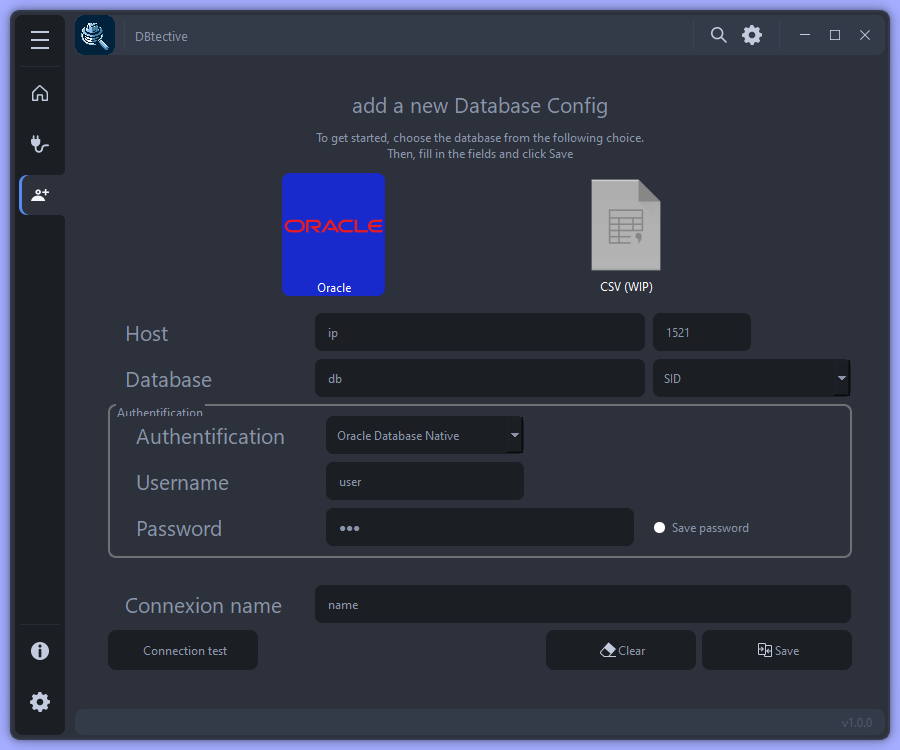 DBtective
add a new Database Config
To get started, choose the database from the following choice.
Then, fill in the fields and click Save
ORACLE
Oracle
CSV (WIP)
Host
ip
1521
Database
db
SID
Authentification
Authentification
Oracle Database Native
Username
user
Password
•••
Save password
Connexion name
name
Connection test
Clear
Save
v1.0.0